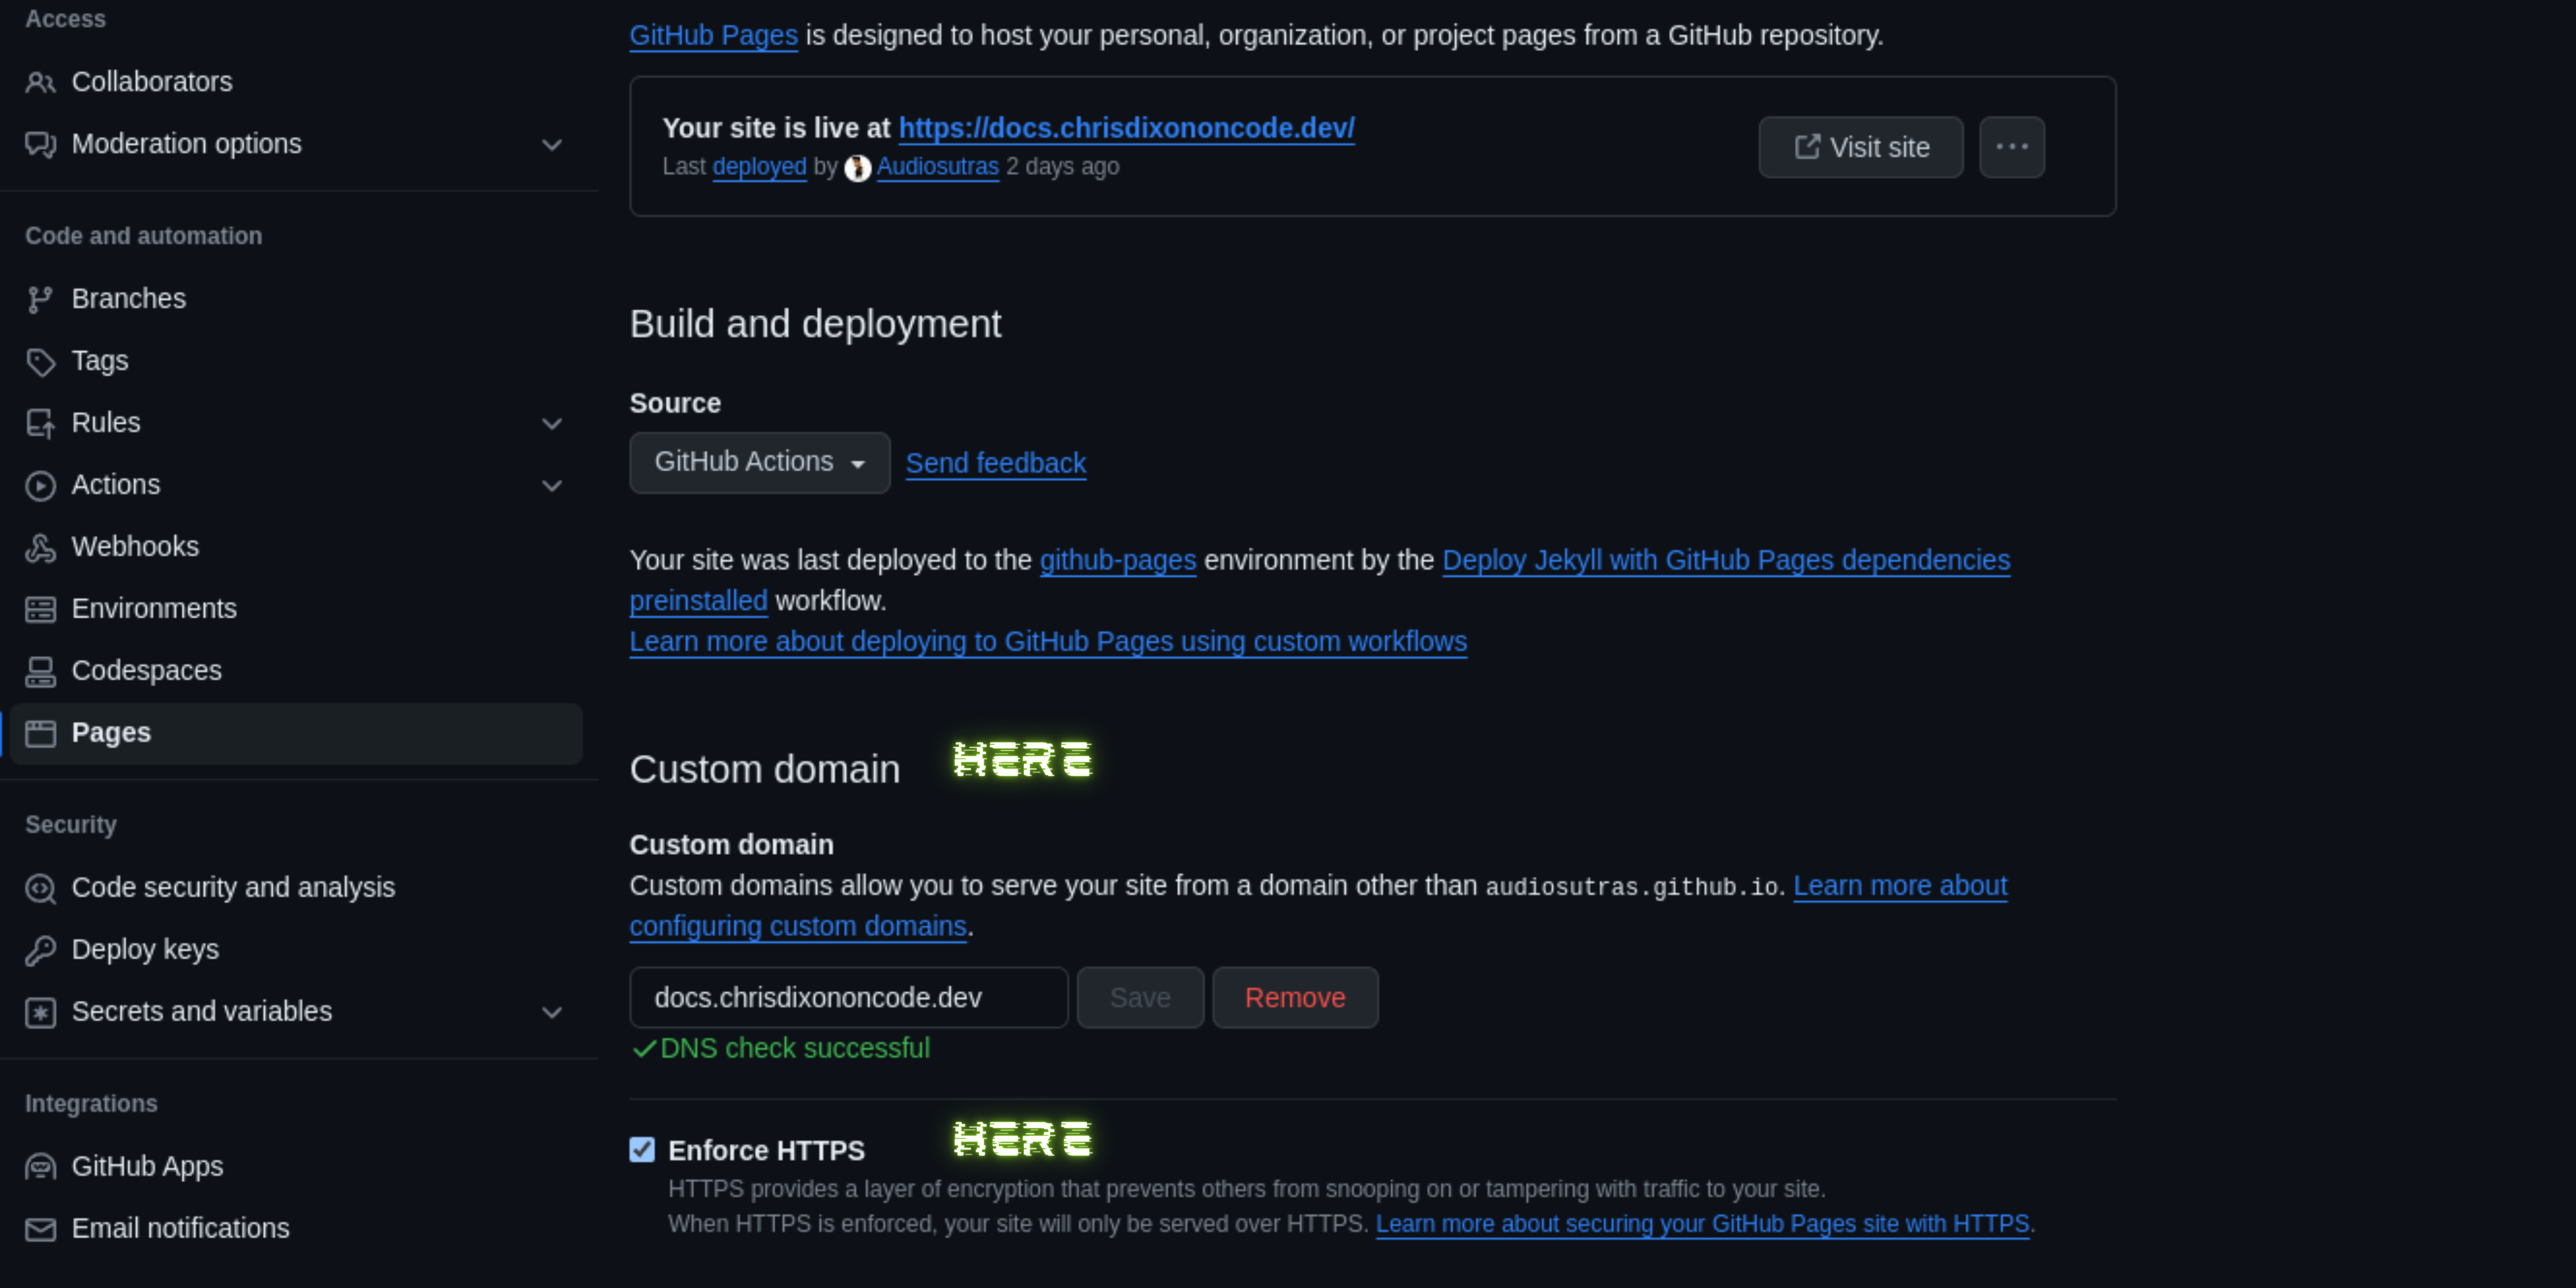 Access
Collaborators
Moderation options
Code and automation
Branches
Tags
Rules
Actions
Webhooks
Environments
Codespaces
Pages
Security
Code security and analysis
Deploy keys
Secrets and variables
Integrations
GitHub Apps
Email notifications
GitHub Pages is designed to host your personal, organization, or project pages from a GitHub repository.
Your site is live at https://docs.chrisdixononcode.dev/
Last deployed by Audiosutras 2 days ago
Visit site
Build and deployment
Source
GitHub Actions Send feedback
Your site was last deployed to the github-pages environment by the Deploy Jekyll with GitHub Pages dependencies
preinstalled workflow.
Learn more about deploying to GitHub Pages using custom workflows
Custom domain HERE
Custom domain
Custom domains allow you to serve your site from a domain other than audiosutras.github.io. Learn more about
configuring custom domains.
docs.chrisdixononcode.dev Save Remove
DNS check successful
Enforce HTTPS HERE
HTTPS provides a layer of encryption that prevents others from snooping on or tampering with traffic to your site.
When HTTPS is enforced, your site will only be served over HTTPS. Learn more about securing your GitHub Pages site with HTTPS.